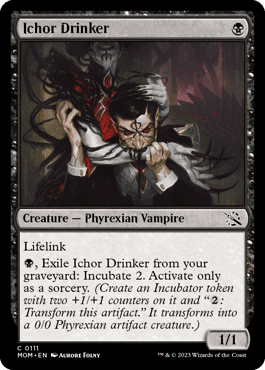 Ichor Drinker
Creature — Phyrexian Vampire
Lifelink
, Exile Ichor Drinker from your
graveyard: Incubate 2. Activate only
as a sorcery. (Create an Incubator
token with two +1/+1 counters on it and “2:
Transform this artifact.” It transforms into
a 0/0 Phyrexian artifact creature.)
1/1
C 0111
MOM • EN AURORE FOLNY
™ & © 2023 Wizards of the Coast